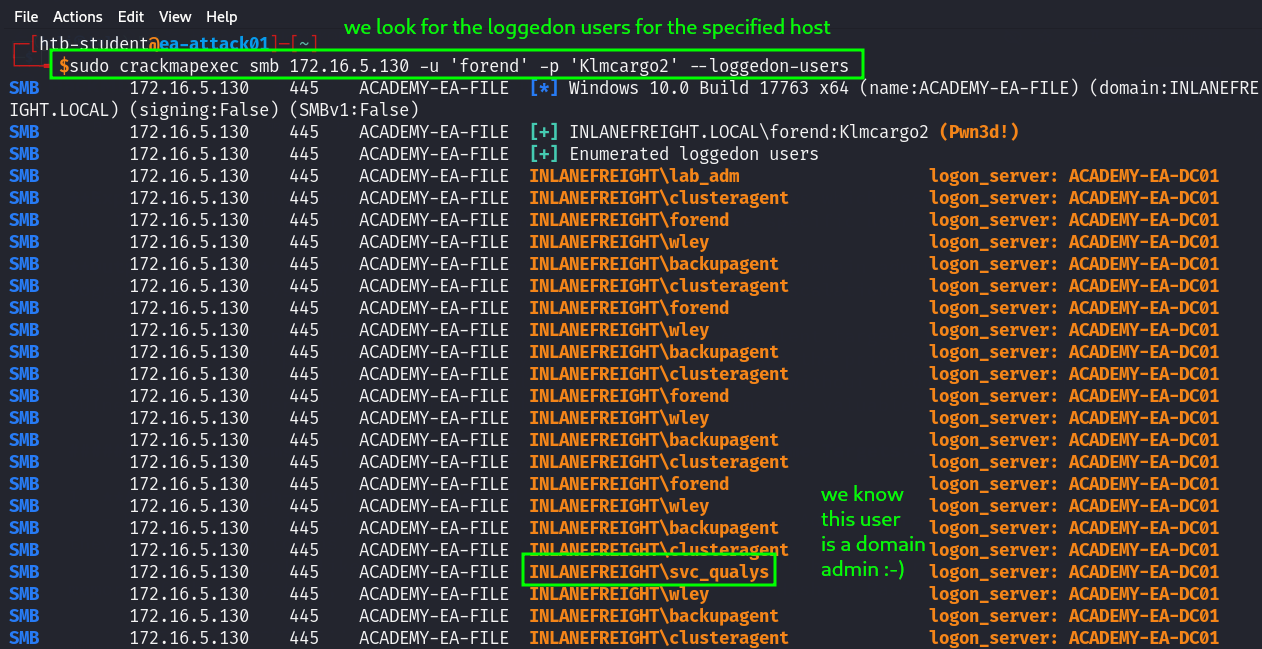 File Actions Edit View Help
we look for the loggedon users for the specified host
┌─[htb-student@ea-attack01]─[~]
└──╼ $sudo crackmapexec smb 172.16.5.130 -u 'forend' -p 'Klmcargo2' --loggedon-users
SMB 172.16.5.130 445 ACADEMY-EA-FILE [*] Windows 10.0 Build 17763 x64 (name:ACADEMY-EA-FILE) (domain:INLANEFRE
IGHT.LOCAL) (signing:False) (SMBv1:False)
SMB 172.16.5.130 445 ACADEMY-EA-FILE [+] INLANEFREIGHT.LOCAL\forend:Klmcargo2 (Pwn3d!)
SMB 172.16.5.130 445 ACADEMY-EA-FILE [+] Enumerated loggedon users
SMB 172.16.5.130 445 ACADEMY-EA-FILE INLANEFREIGHT\lab_adm logon_server: ACADEMY-EA-DC01
SMB 172.16.5.130 445 ACADEMY-EA-FILE INLANEFREIGHT\clusteragent logon_server: ACADEMY-EA-DC01
SMB 172.16.5.130 445 ACADEMY-EA-FILE INLANEFREIGHT\forend logon_server: ACADEMY-EA-DC01
SMB 172.16.5.130 445 ACADEMY-EA-FILE INLANEFREIGHT\wley logon_server: ACADEMY-EA-DC01
SMB 172.16.5.130 445 ACADEMY-EA-FILE INLANEFREIGHT\backupagent logon_server: ACADEMY-EA-DC01
SMB 172.16.5.130 445 ACADEMY-EA-FILE INLANEFREIGHT\clusteragent logon_server: ACADEMY-EA-DC01
SMB 172.16.5.130 445 ACADEMY-EA-FILE INLANEFREIGHT\forend logon_server: ACADEMY-EA-DC01
SMB 172.16.5.130 445 ACADEMY-EA-FILE INLANEFREIGHT\wley logon_server: ACADEMY-EA-DC01
SMB 172.16.5.130 445 ACADEMY-EA-FILE INLANEFREIGHT\backupagent logon_server: ACADEMY-EA-DC01
SMB 172.16.5.130 445 ACADEMY-EA-FILE INLANEFREIGHT\clusteragent logon_server: ACADEMY-EA-DC01
SMB 172.16.5.130 445 ACADEMY-EA-FILE INLANEFREIGHT\forend logon_server: ACADEMY-EA-DC01
SMB 172.16.5.130 445 ACADEMY-EA-FILE INLANEFREIGHT\wley logon_server: ACADEMY-EA-DC01
SMB 172.16.5.130 445 ACADEMY-EA-FILE INLANEFREIGHT\backupagent logon_server: ACADEMY-EA-DC01
SMB 172.16.5.130 445 ACADEMY-EA-FILE INLANEFREIGHT\clusteragent logon_server: ACADEMY-EA-DC01
SMB 172.16.5.130 445 ACADEMY-EA-FILE INLANEFREIGHT\forend logon_server: ACADEMY-EA-DC01
SMB 172.16.5.130 445 ACADEMY-EA-FILE INLANEFREIGHT\wley logon_server: ACADEMY-EA-DC01
SMB 172.16.5.130 445 ACADEMY-EA-FILE INLANEFREIGHT\backupagent logon_server: ACADEMY-EA-DC01
SMB 172.16.5.130 445 ACADEMY-EA-FILE INLANEFREIGHT\clusteragent logon_server: ACADEMY-EA-DC01
SMB 172.16.5.130 445 ACADEMY-EA-FILE INLANEFREIGHT\svc_qualys logon_server: ACADEMY-EA-DC01
SMB 172.16.5.130 445 ACADEMY-EA-FILE INLANEFREIGHT\wley logon_server: ACADEMY-EA-DC01
SMB 172.16.5.130 445 ACADEMY-EA-FILE INLANEFREIGHT\backupagent logon_server: ACADEMY-EA-DC01
SMB 172.16.5.130 445 ACADEMY-EA-FILE INLANEFREIGHT\clusteragent logon_server: ACADEMY-EA-DC01
we know
this user
is a domain
admin :-)